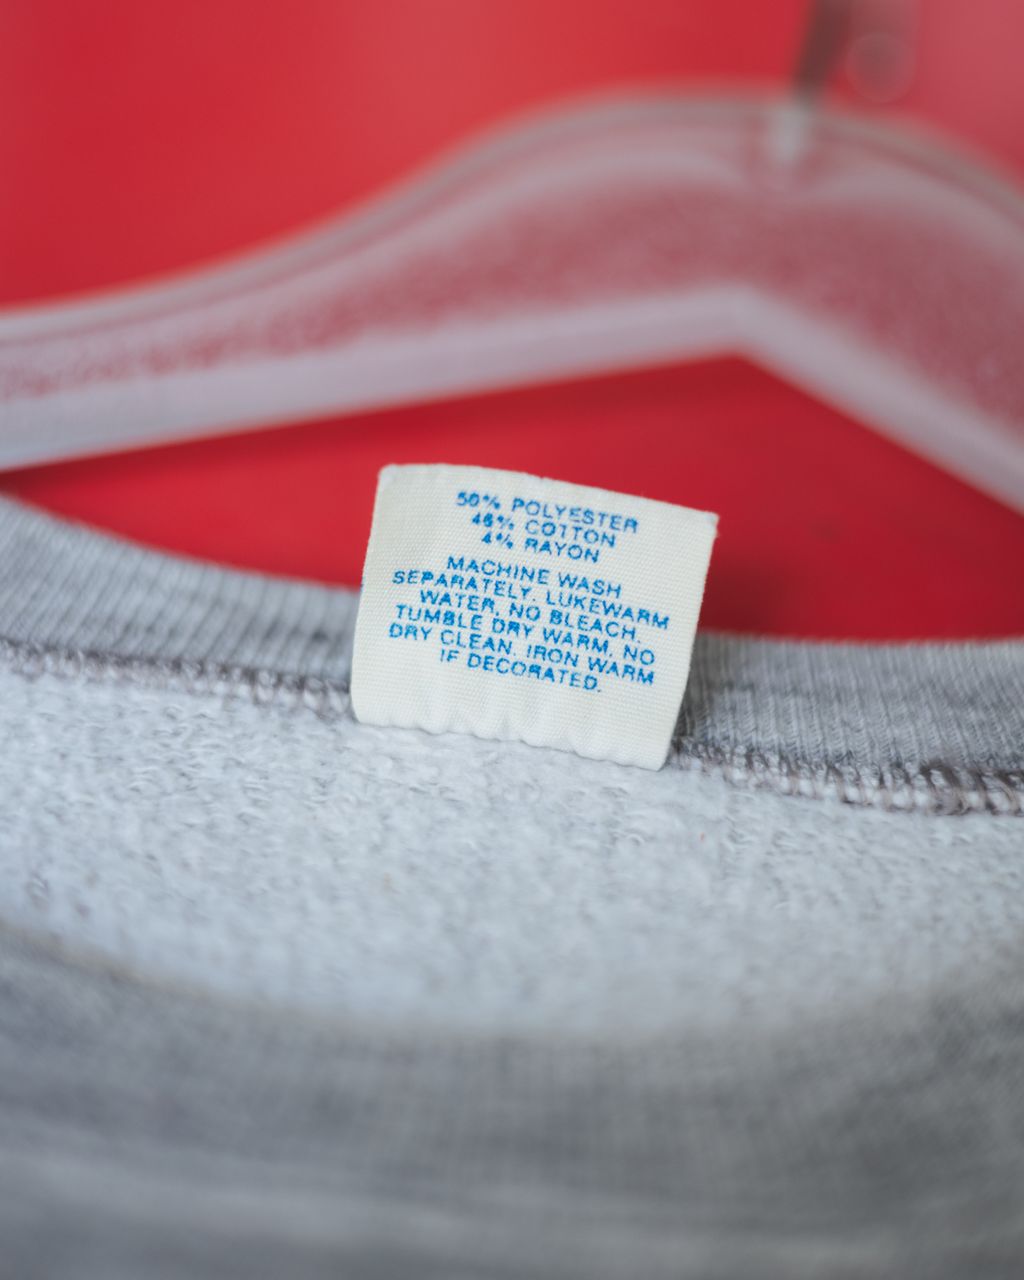 50% POLYESTER
46% COTTON
4% RAYON
MACHINE WASH
SEPARATELY. LUKEWARM
WATER, NO BLEACH.
TUMBLE DRY WARM, NO
DRY CLEAN. IRON WARM
IF DECORATED.